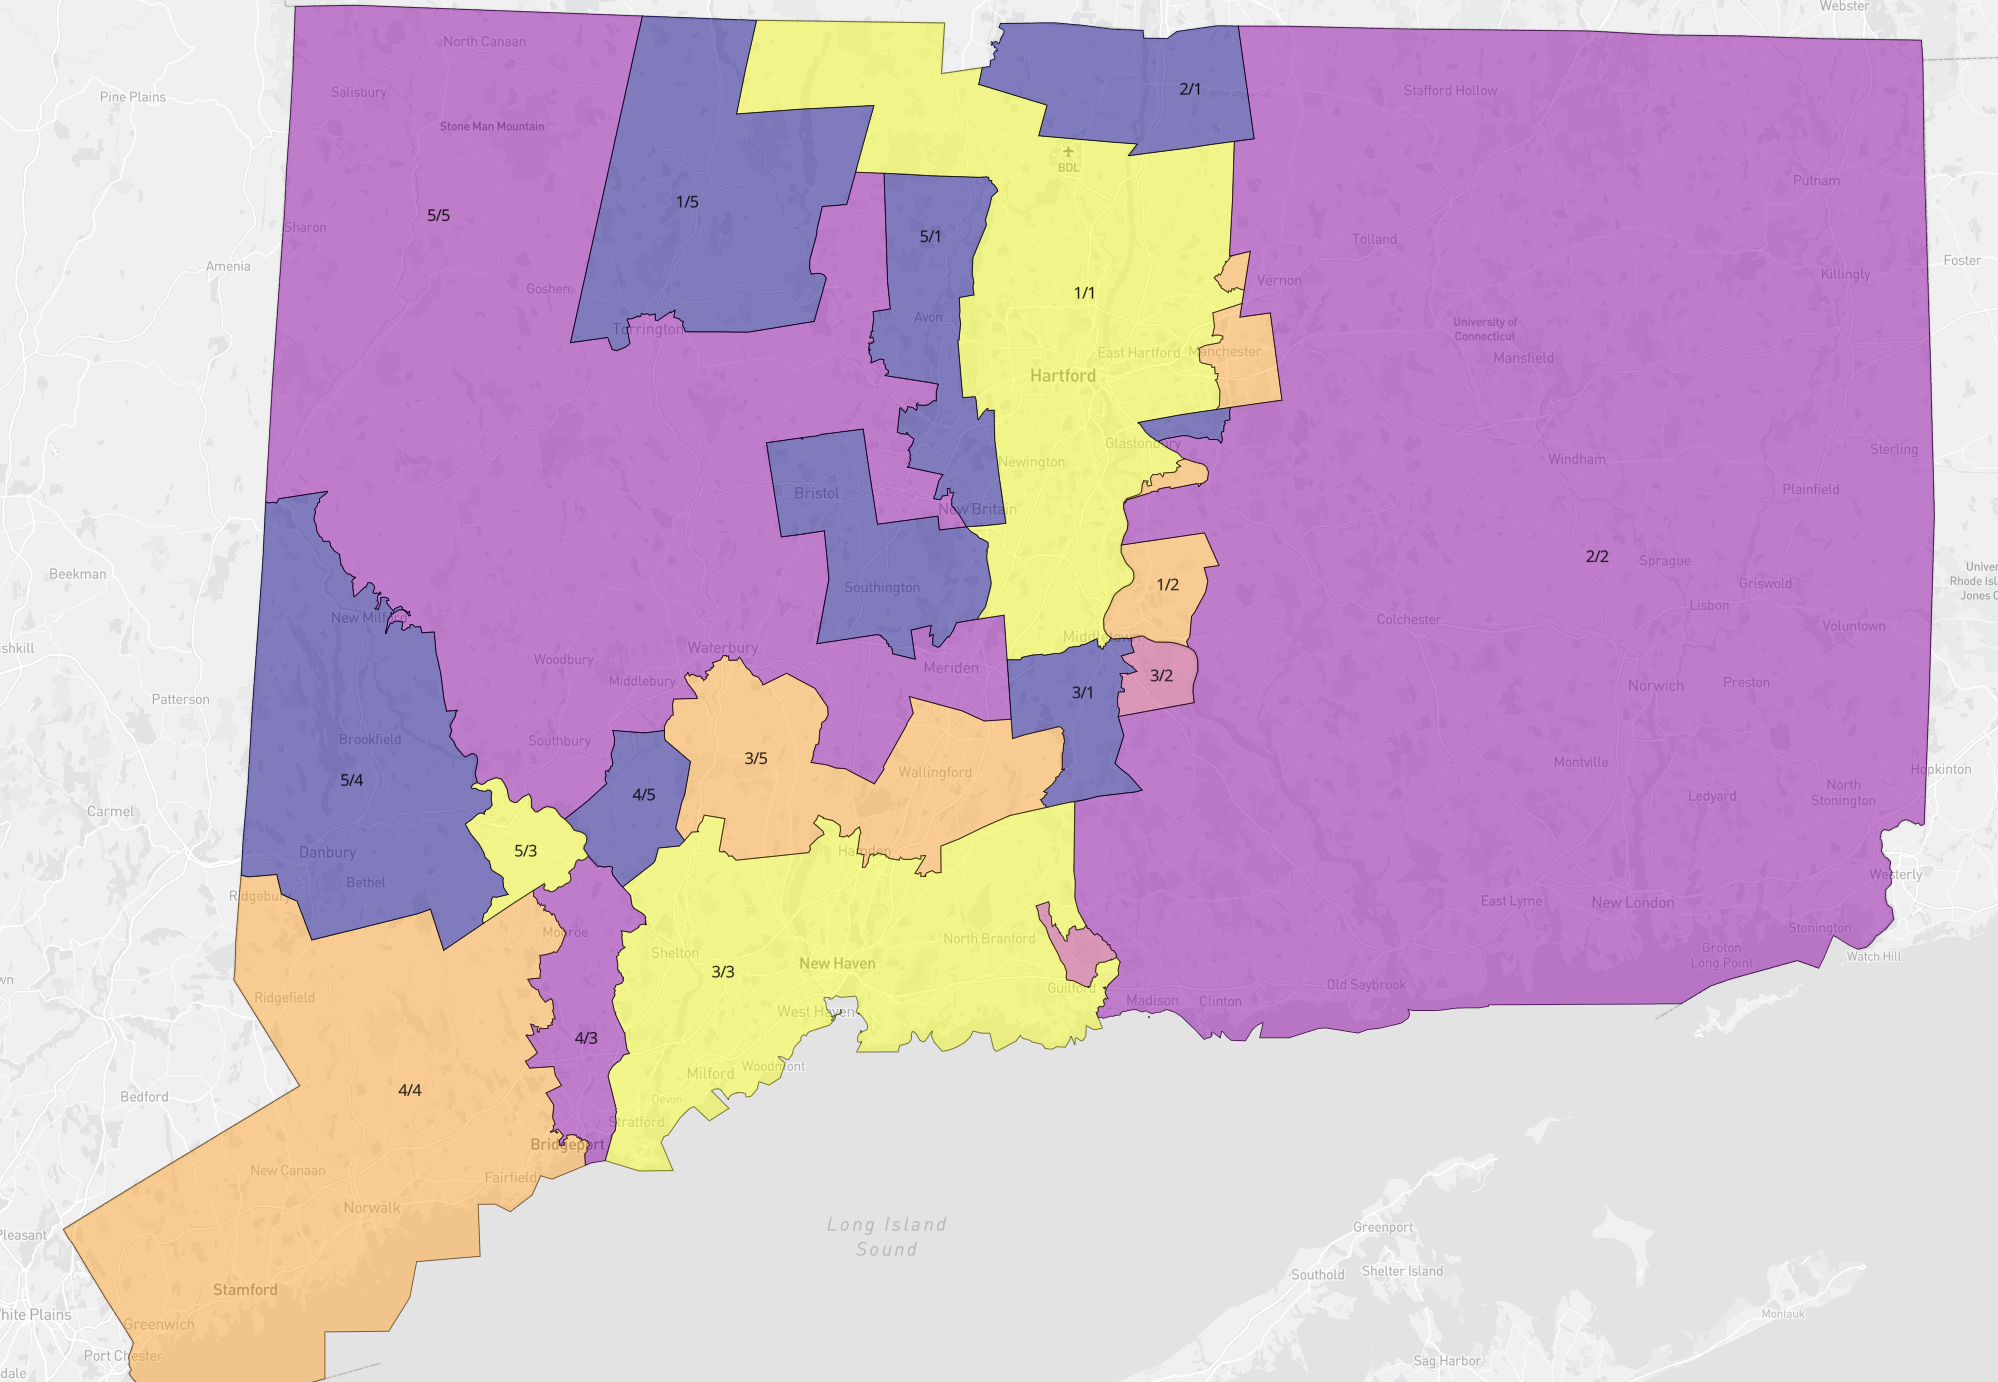 Webster
North Canaan
Salisbury
Pine Plains
Stone Man Mountain
2/1
Stafford Hollow
BDL
Putnam
5/5
1/5
Sharon
5/1
Tolland
Amenia
Foster
Goshen
Vernon
Killingly
1/1
Avon
Torrington
University of
Connecticut
East Hartford
Manchester
Mansfield
Hartford
Glastonbury
Sterling
Newington
Windham
Bristol
Plainfield
New Britain
2/2
Sprague
Beekman
Univer
Rhode Isl
Jones C
Southington
1/2
Griswold
Lisbon
New Milford
Colchester
Voluntown
Middletown
shkill
Waterbury
Woodbury
Meriden
Middlebury
3/2
Patterson
3/1
Norwich
Preston
Brookfield
Southbury
3/5
Wallingford
Montville
Hopkinton
5/4
4/5
Ledyard
North
Stonington
Carmel
Danbury
5/3
Hamden
Bethel
Westerly
Ridgebury
East Lyme
New London
Monroe
Stonington
North Branford
Shelton
Groton
Long Point
Watch Hill
New Haven
3/3
wn
Ridgefield
Guilford
Old Saybrook
Madison
Clinton
West Haven
4/3
Woodmont
Milford
4/4
Bedford
Devon
Stratford
Bridgeport
New Canaan
Fairfield
Norwalk
Long Island
Sound
Greenport
Pleasant
Southold
Shelter Island
Stamford
hite Plains
Montauk
Greenwich
Port Chester
Sag Harbor
dale